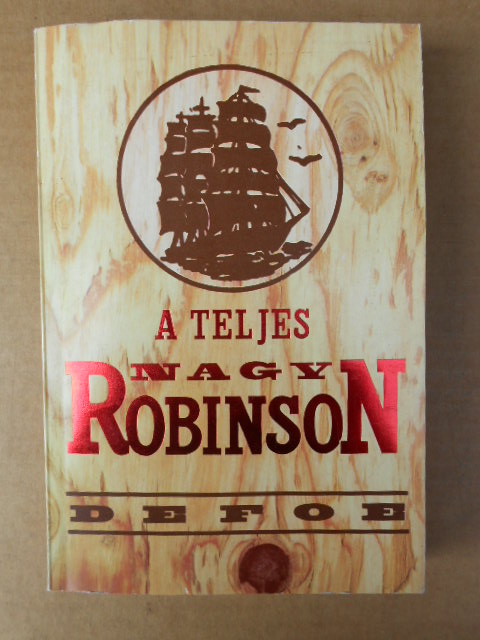 A TELJES
NAGY
ROBINSON
DEFOE